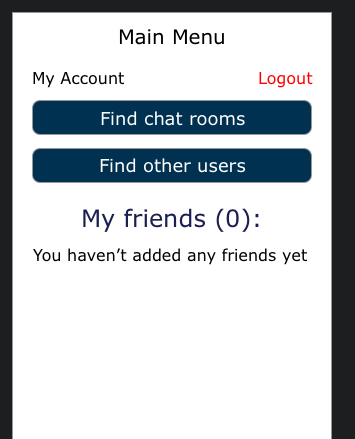 Main Menu
My Account Logout
Find chat rooms
Find other users
My friends (0):
You haven’t added any friends yet